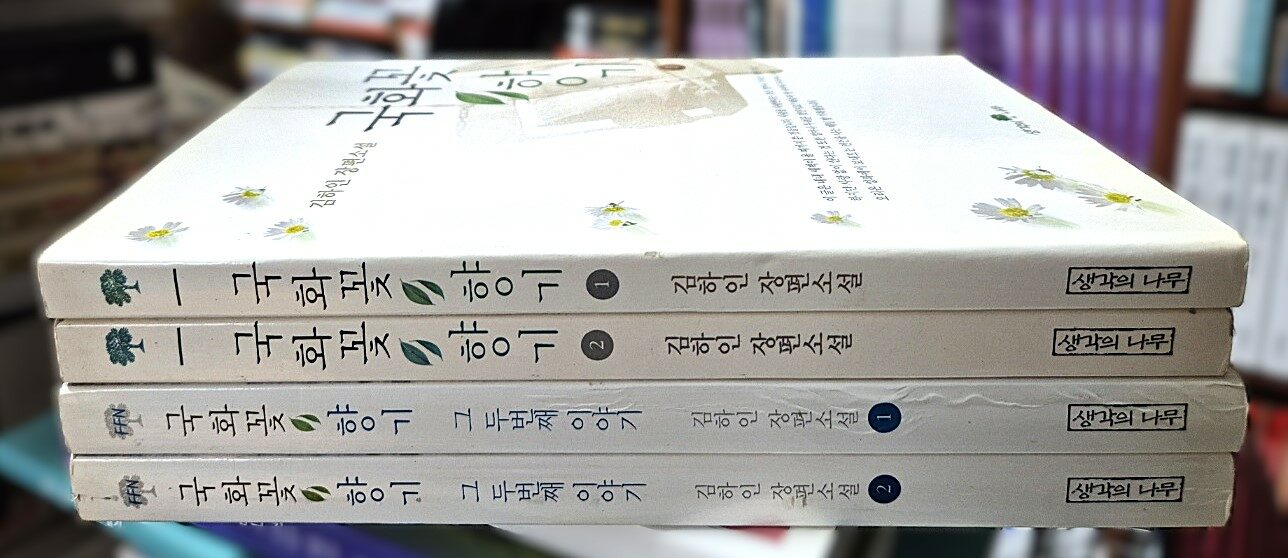 국화꽃 향기
김하인 장편소설
국화꽃 향기 1 김하인 장편소설 생각의 나무
국화꽃 향기 2 김하인 장편소설 생각의 나무
FFN 국화꽃 향기 그 두번째 이야기 김하인 장편소설 1 생각의 나무
FFN 국화꽃 향기 그 두번째 이야기 김하인 장편소설 2 생각의 나무